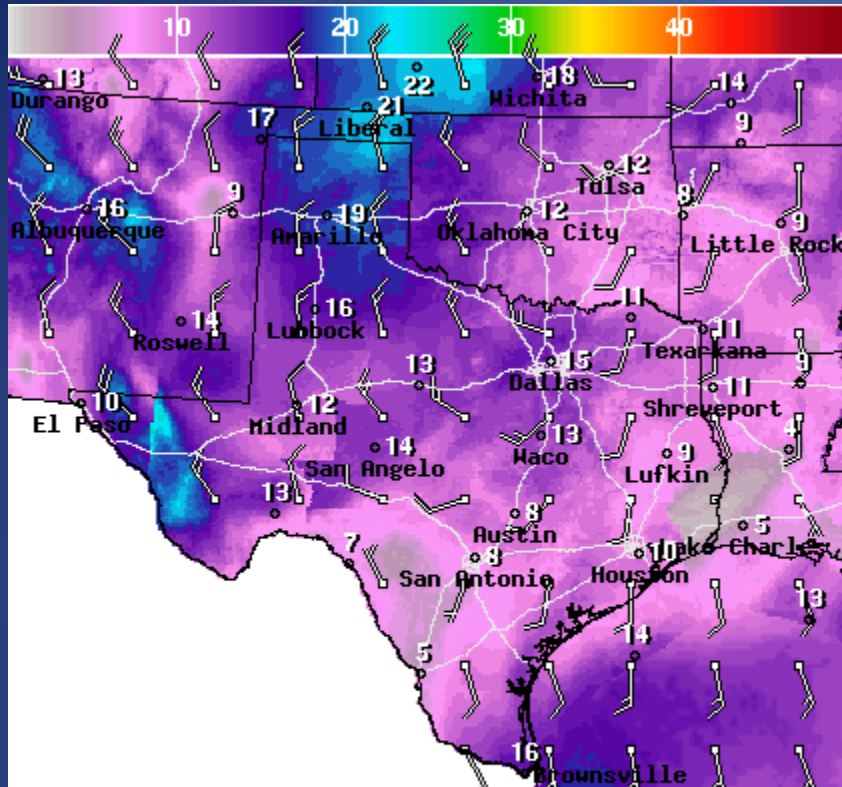 10 20 30 40
13 22 18 14
Durango Wichita
21
Liberal
17 9
12
Tulsa
16 9 19 12 8 9
Albuquerque Amarillo Oklahoma City Little Rock
16 11
14 Lubbock 11
Roswell Texarkana
15
13 Dallas 9
10 12 11
El Paso Midland Shreveport
14 13 9 4
San Angelo Waco Lufkin
13 8 5
Austin
7 8 10 Lake Charles
San Antonio Houston
13
5 14
16
Brownsville